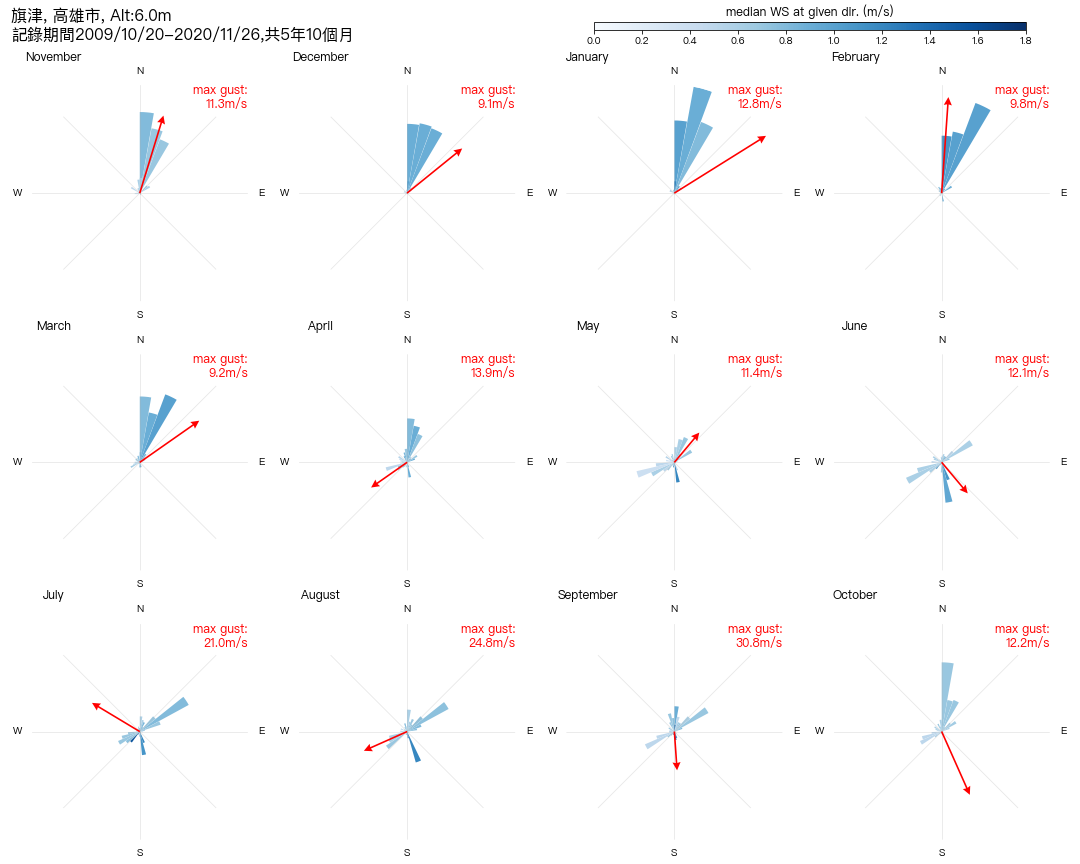 旗津, 高雄市, Alt:6.0m
記錄期間2009/10/20-2020/11/26,共5年10個月
median WS at given dir. (m/s)
0.0 0.2 0.4 0.6 0.8 1.0 1.2 1.4 1.6 1.8
November
N
max gust:
11.3m/s
W E
S
December
N
max gust:
9.1m/s
W E
S
January
N
max gust:
12.8m/s
W E
S
February
N
max gust:
9.8m/s
W E
S
March
N
max gust:
9.2m/s
W E
S
April
N
max gust:
13.9m/s
W E
S
May
N
max gust:
11.4m/s
W E
S
June
N
max gust:
12.1m/s
W E
S
July
N
max gust:
21.0m/s
W E
S
August
N
max gust:
24.8m/s
W E
S
September
N
max gust:
30.8m/s
W E
S
October
N
max gust:
12.2m/s
W E
S